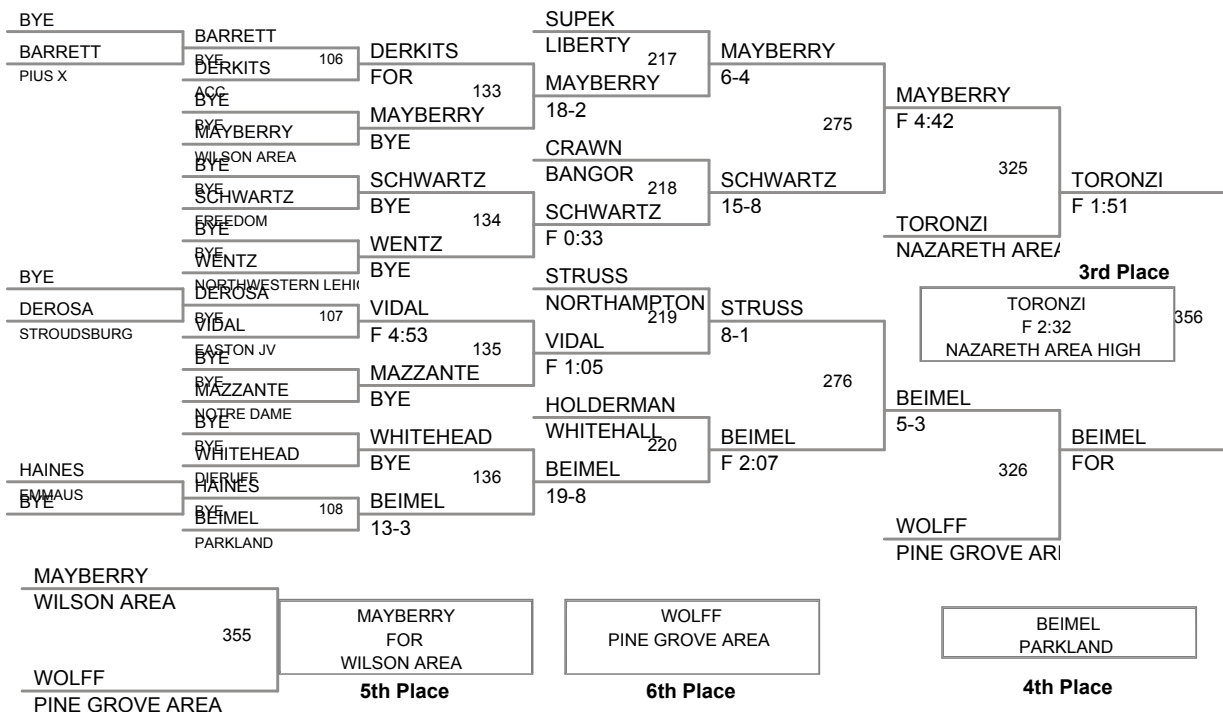 BYE
BARRETT
PIUS X
BARRETT
BYE
106
DERKITS
ACC
BYE
BYE
MAYBERRY
WILSON AREA
BYE
BYE
SCHWARTZ
FREEDOM
BYE
BYE
WENTZ
NORTHWESTERN LEHI
BYE
DEROSA
STROUDSBURG
DEROSA
BYE
107
VIDAL
EASTON JV
BYE
BYE
MAZZANTE
NOTRE DAME
BYE
BYE
WHITEHEAD
DIERUFF
HAINES
EMMAUS
BYE
HAINES
BYE
108
BEIMEL
PARKLAND
DERKITS
FOR
133
MAYBERRY
BYE
SCHWARTZ
BYE
134
WENTZ
BYE
VIDAL
F 4:53
135
MAZZANTE
BYE
WHITEHEAD
BYE
136
BEIMEL
13-3
SUPEK
LIBERTY
217
MAYBERRY
18-2
CRAWN
BANGOR
218
SCHWARTZ
F 0:33
STRUSS
NORTHAMPTON
219
VIDAL
F 1:05
HOLDERMAN
WHITEHALL
220
BEIMEL
19-8
MAYBERRY
6-4
275
SCHWARTZ
15-8
STRUSS
8-1
276
BEIMEL
F 2:07
MAYBERRY
F 4:42
325
TORONZI
NAZARETH AREA
BEIMEL
5-3
326
WOLFF
PINE GROVE ARE
TORONZI
F 1:51
3rd Place
TORONZI
F 2:32
NAZARETH AREA HIGH
356
BEIMEL
FOR
MAYBERRY
WILSON AREA
355
WOLFF
PINE GROVE AREA
MAYBERRY
FOR
WILSON AREA
5th Place
WOLFF
PINE GROVE AREA
6th Place
BEIMEL
PARKLAND
4th Place